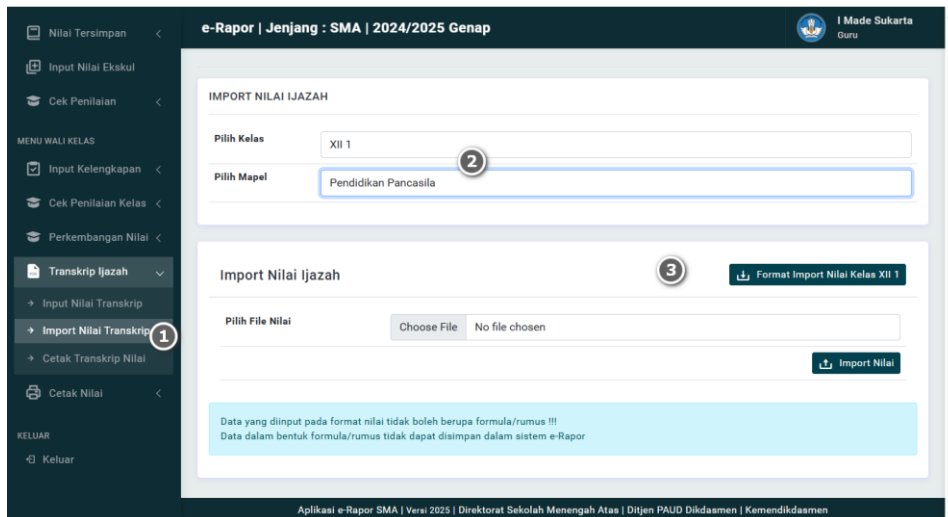 Nilai Tersimpan
Input Nilai Ekskul
Cek Penilaian
MENU WALI KELAS
Input Kelengkapan
Cek Penilaian Kelas
Perkembangan Nilai
Transkrip Ijazah
Input Nilai Transkrip
Import Nilai Transkrip
1
Cetak Transkrip Nilai
Cetak Nilai
KELUAR
Keluar
e-Rapor | Jenjang : SMA | 2024/2025 Genap
I Made Sukarta
Guru
IMPORT NILAI IJAZAH
Pilih Kelas
XII 1
2
Pilih Mapel
Pendidikan Pancasila
Import Nilai Ijazah
3
Format Import Nilai Kelas XII 1
Pilih File Nilai
Choose File No file chosen
Import Nilai
Data yang diinput pada format nilai tidak boleh berupa formula/rumus !!!
Data dalam bentuk formula/rumus tidak dapat disimpan dalam sistem e-Rapor
Aplikasi e-Rapor SMA | Versi 2025 | Direktorat Sekolah Menengah Atas | Ditjen PAUD Dikdasmen | Kemendikdasmen